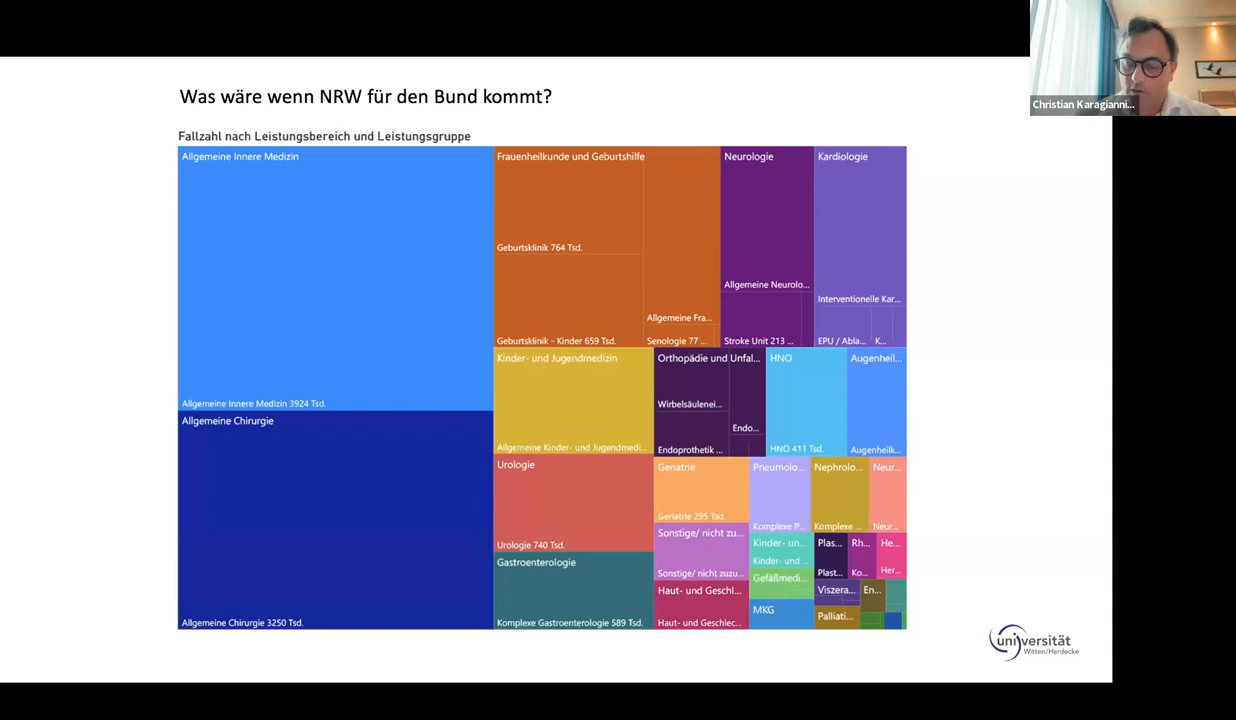 Christian Karagianni...
Was wäre wenn NRW für den Bund kommt?
Fallzahl nach Leistungsbereich und Leistungsgruppe
Allgemeine Innere Medizin
Allgemeine Innere Medizin 3924 Tsd.
Allgemeine Chirurgie
Allgemeine Chirurgie 3250 Tsd.
Frauenheilkunde und Geburtshilfe
Geburtsklinik 764 Tsd.
Geburtsklinik - Kinder 659 Tsd.
Allgemeine Fra...
Senologie 77 ...
Neurologie
Allgemeine Neurolo...
Stroke Unit 213 ...
Kardiologie
Interventionelle Kar...
EPU / Abla...
K...
Kinder- und Jugendmedizin
Allgemeine Kinder- und Jugendmedi...
Urologie
Urologie 740 Tsd.
Gastroenterologie
Komplexe Gastroenterologie 589 Tsd.
Orthopädie und Unfal...
Wirbelsäulenei...
Endoprothetik ...
Endo...
HNO
HNO 411 Tsd.
Augenheil...
Augenheilk...
Geriatrie
Geriatrie 295 Tsd.
Sonstige/ nicht zu...
Sonstige/ nicht zuzu...
Haut- und Geschl...
Haut- und Geschlec...
Pneumolo...
Komplexe P...
Nephrolo...
Komplexe ...
Neur...
Neur...
Kinder- un...
Kinder- und ...
Gefäßmedi...
MKG
Plas...
Plast...
Rh...
Ko...
He...
Her...
Viszera...
En...
Palliati...
universität
Witten/Herdecke